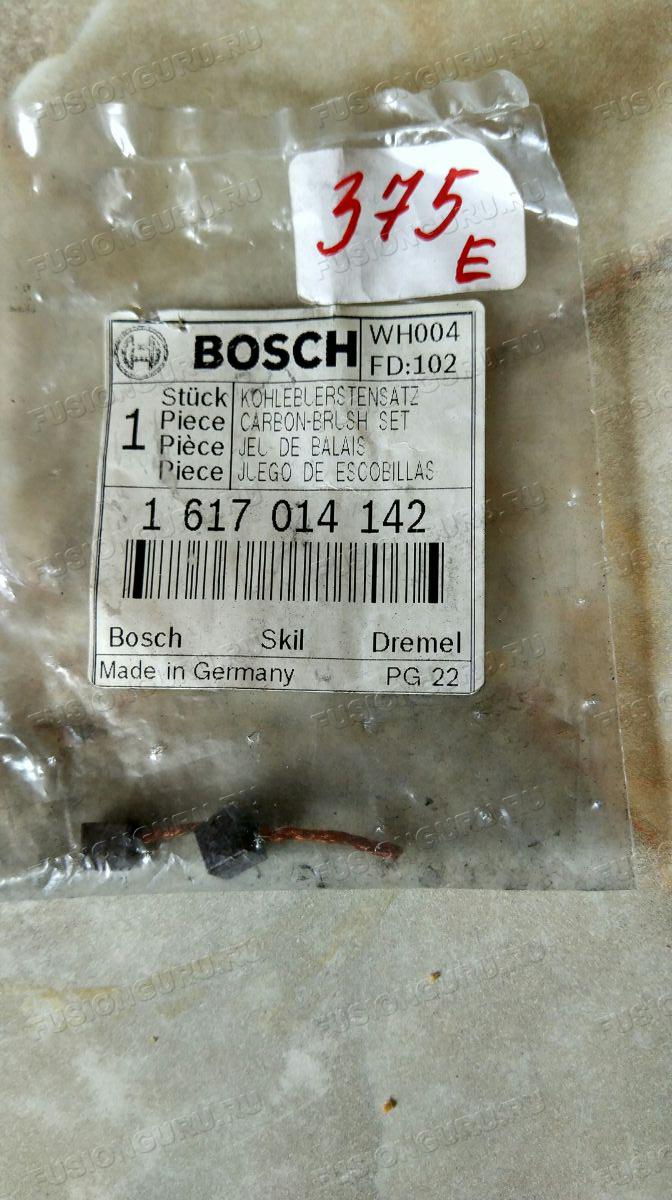 375
E
BOSCH
WH004
FD:102
1
Stück
Piece
Pièce
Piece
KOHLEBUERSTENSATZ
CARBON-BRUSH SET
JEU DE BALAIS
JUEGO DE ESCOBILLAS
1 617 014 142
Bosch Skil Dremel
Made in Germany PG 22
FUSIONGURU.RU